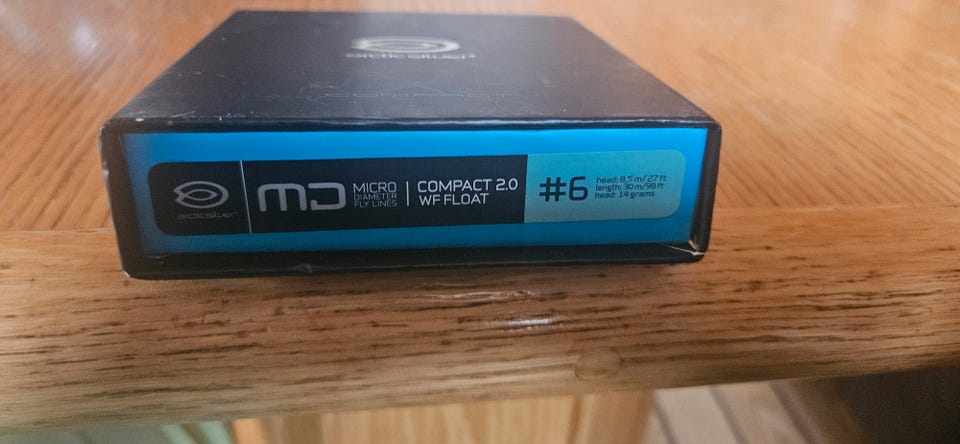 arcticsilver
arcticsilver
MD
MICRO
DIAMETER
FLY LINES
COMPACT 2.0
WF FLOAT
#6
head: 8,5 m/27 ft
length: 30 m/98 ft
head: 14 grams